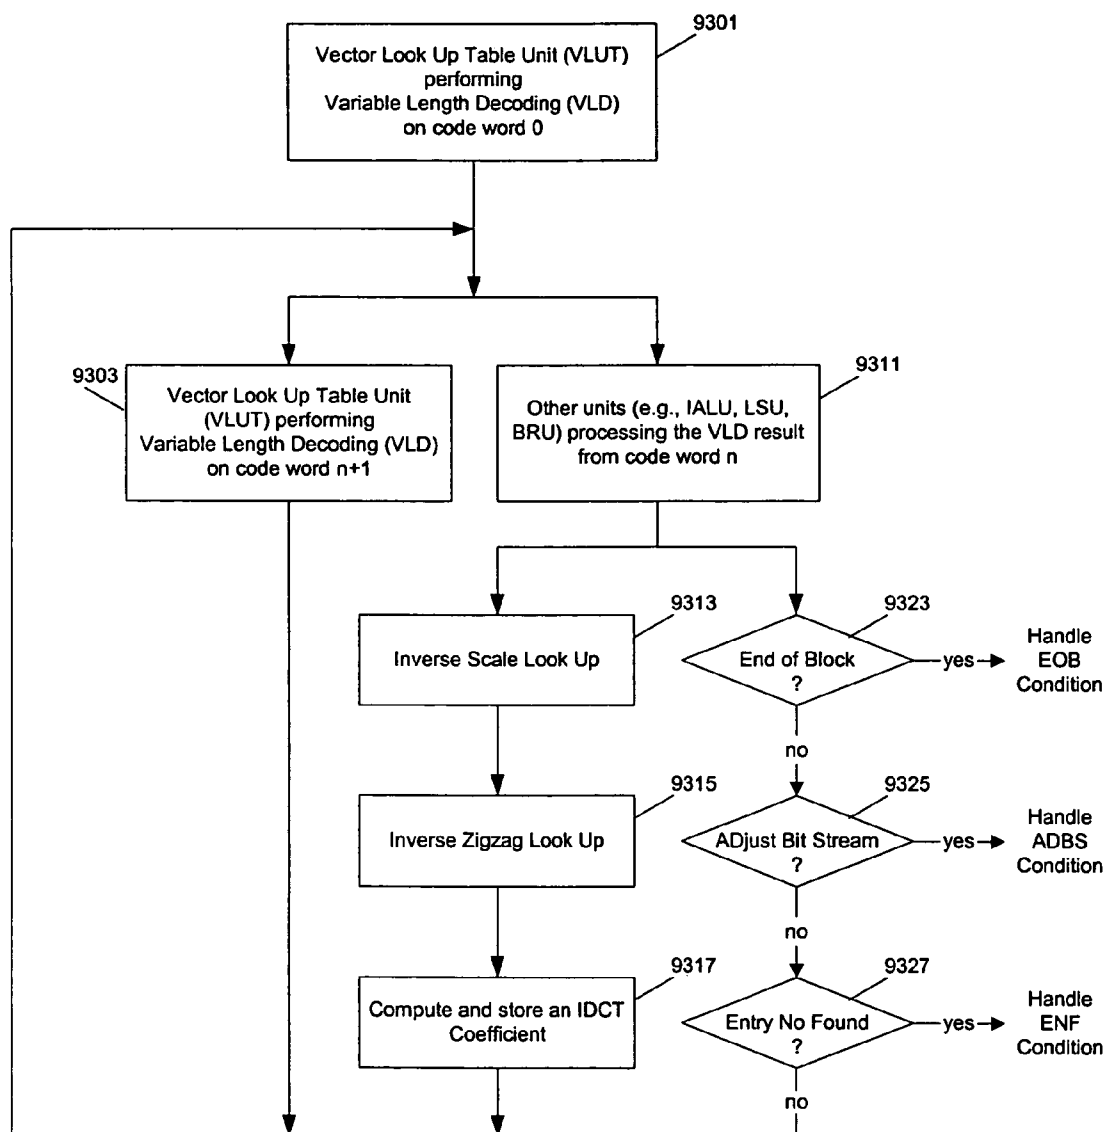 9301
Vector Look Up Table Unit (VLUT)
performing
Variable Length Decoding (VLD)
on code word 0
9303
Vector Look Up Table Unit
(VLUT) performing
Variable Length Decoding (VLD)
on code word n+1
9311
Other units (e.g., IALU, LSU,
BRU) processing the VLD result
from code word n
9313
Inverse Scale Look Up
9323
End of Block
?
yes
Handle
EOB
Condition
no
9315
Inverse Zigzag Look Up
9325
ADjust Bit Stream
?
yes
Handle
ADBS
Condition
no
9317
Compute and store an IDCT
Coefficient
9327
Entry No Found
?
yes
Handle
ENF
Condition
no